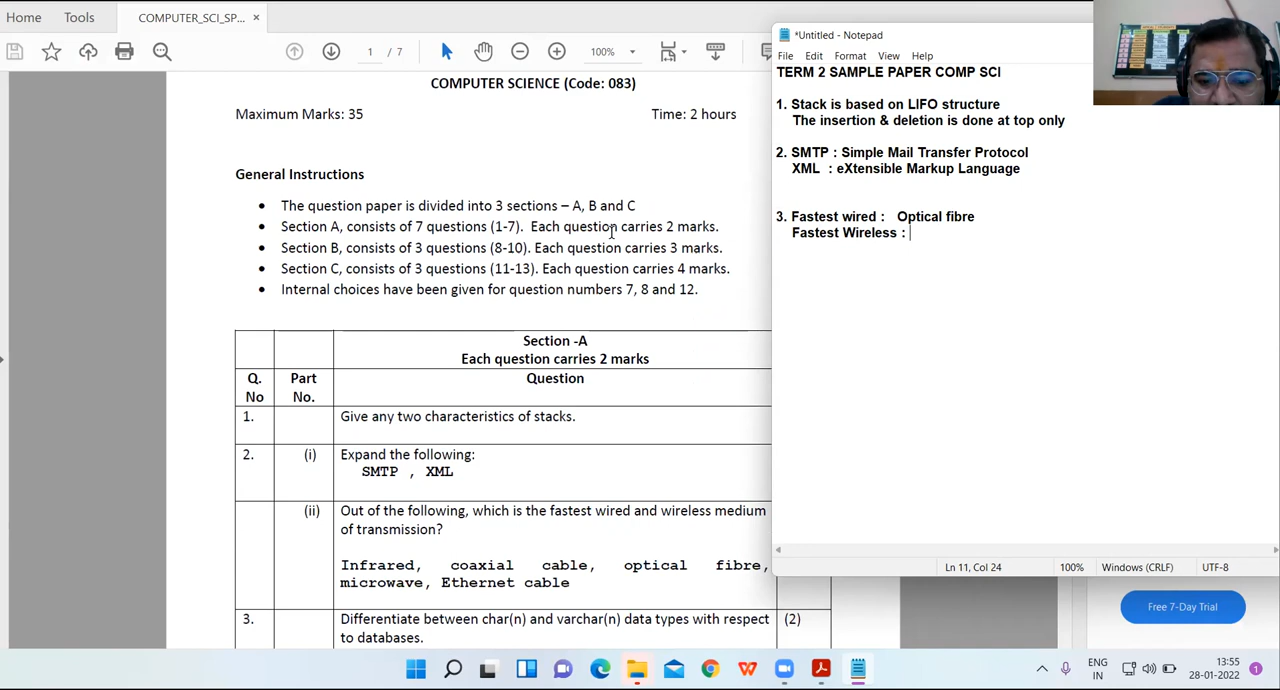 Home Tools COMPUTER_SCI_SP... ×
1 / 7 100%
COMPUTER SCIENCE (Code: 083)
Maximum Marks: 35 Time: 2 hours
General Instructions
• The question paper is divided into 3 sections – A, B and C
• Section A, consists of 7 questions (1-7). Each question carries 2 marks.
• Section B, consists of 3 questions (8-10). Each question carries 3 marks.
• Section C, consists of 3 questions (11-13). Each question carries 4 marks.
• Internal choices have been given for question numbers 7, 8 and 12.
Section -A
Each question carries 2 marks
Q. No Part No. Question
1. Give any two characteristics of stacks.
2. (i) Expand the following:
SMTP , XML
(ii) Out of the following, which is the fastest wired and wireless medium
of transmission?
Infrared, coaxial cable, optical fibre,
microwave, Ethernet cable
3. Differentiate between char(n) and varchar(n) data types with respect (2)
to databases.
*Untitled - Notepad
File Edit Format View Help
TERM 2 SAMPLE PAPER COMP SCI
1. Stack is based on LIFO structure
The insertion & deletion is done at top only
2. SMTP : Simple Mail Transfer Protocol
XML : eXtensible Markup Language
3. Fastest wired : Optical fibre
Fastest Wireless :
Ln 11, Col 24 100% Windows (CRLF) UTF-8
Free 7-Day Trial
ENG
IN
13:55
28-01-2022
1